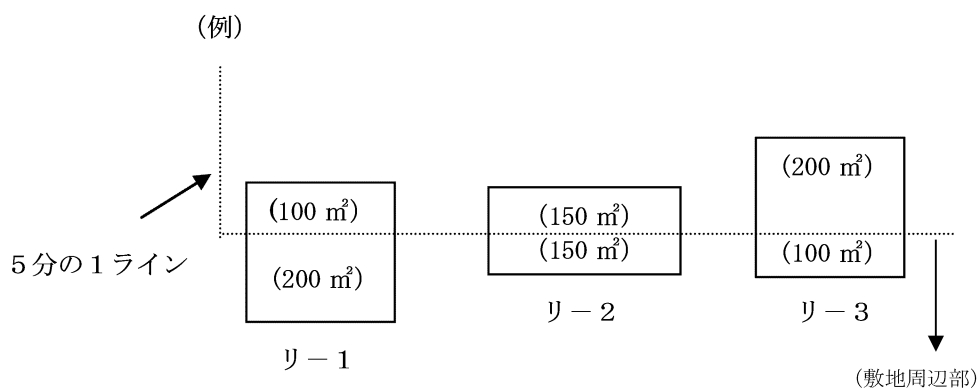 （例）
(100 ㎡)
(200 ㎡)
(150 ㎡)
(150 ㎡)
(200 ㎡)
(100 ㎡)
５分の１ライン
リ－１
リ－２
リ－３
（敷地周辺部）